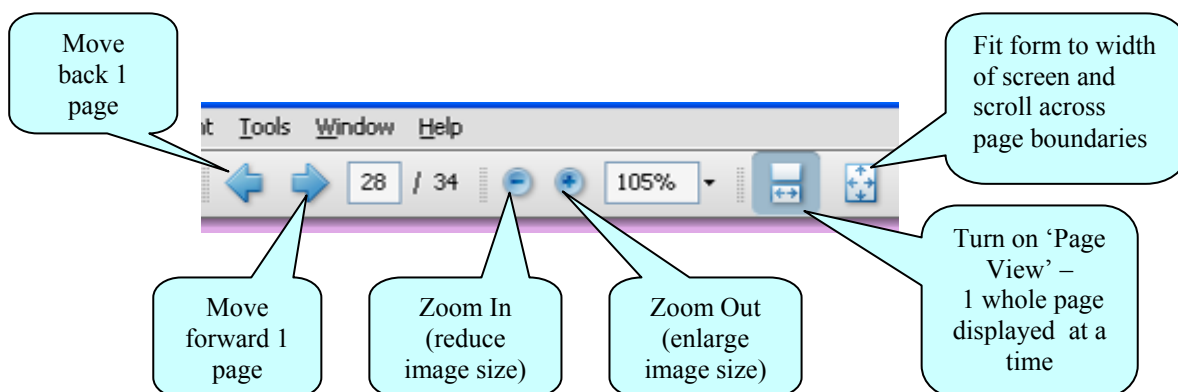 Move
back 1
page
Fit form to width
of screen and
scroll across
page boundaries
nt Tools Window Help
28 / 34 105%
Move
forward 1
page
Zoom In
(reduce
image size)
Zoom Out
(enlarge
image size)
Turn on ‘Page
View’ –
1 whole page
displayed at a
time